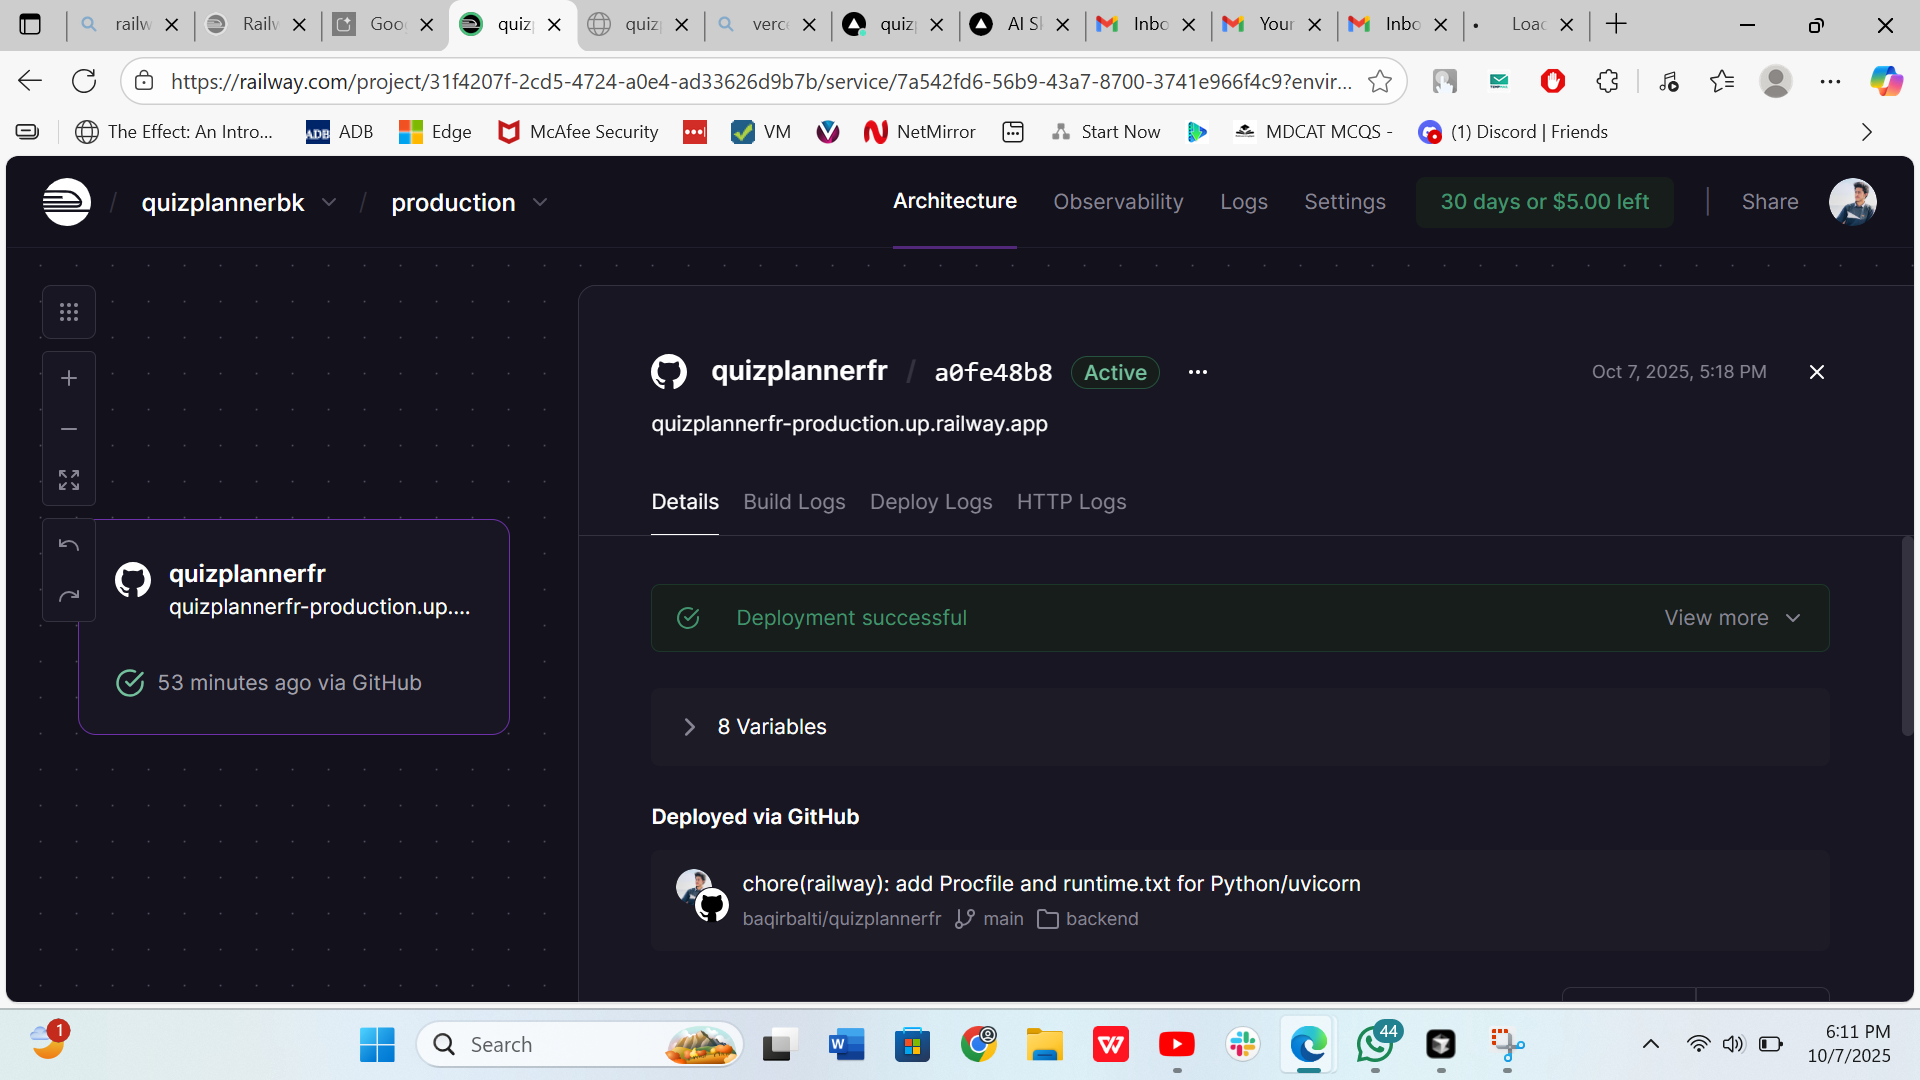 railw
Railw
Goo
quiz
quiz
verce
quiz
AI Sk
Inbo
Your
Inbo
Load
https://railway.com/project/31f4207f-2cd5-4724-a0e4-ad33626d9b7b/service/7a542fd6-56b9-43a7-8700-3741e966f4c9?envir...
The Effect: An Intro...
ADB ADB
Edge
McAfee Security
VM
NetMirror
Start Now
MDCAT MCQS -
(1) Discord | Friends
/ quizplannerbk / production
Architecture
Observability
Logs
Settings
30 days or $5.00 left
Share
quizplannerfr / a0fe48b8 Active
Oct 7, 2025, 5:18 PM
quizplannerfr-production.up.railway.app
Details Build Logs Deploy Logs HTTP Logs
quizplannerfr
quizplannerfr-production.up....
53 minutes ago via GitHub
Deployment successful
View more
8 Variables
Deployed via GitHub
chore(railway): add Procfile and runtime.txt for Python/uvicorn
baqirbalti/quizplannerfr main backend
1
Search
W
W
44
6:11 PM
10/7/2025